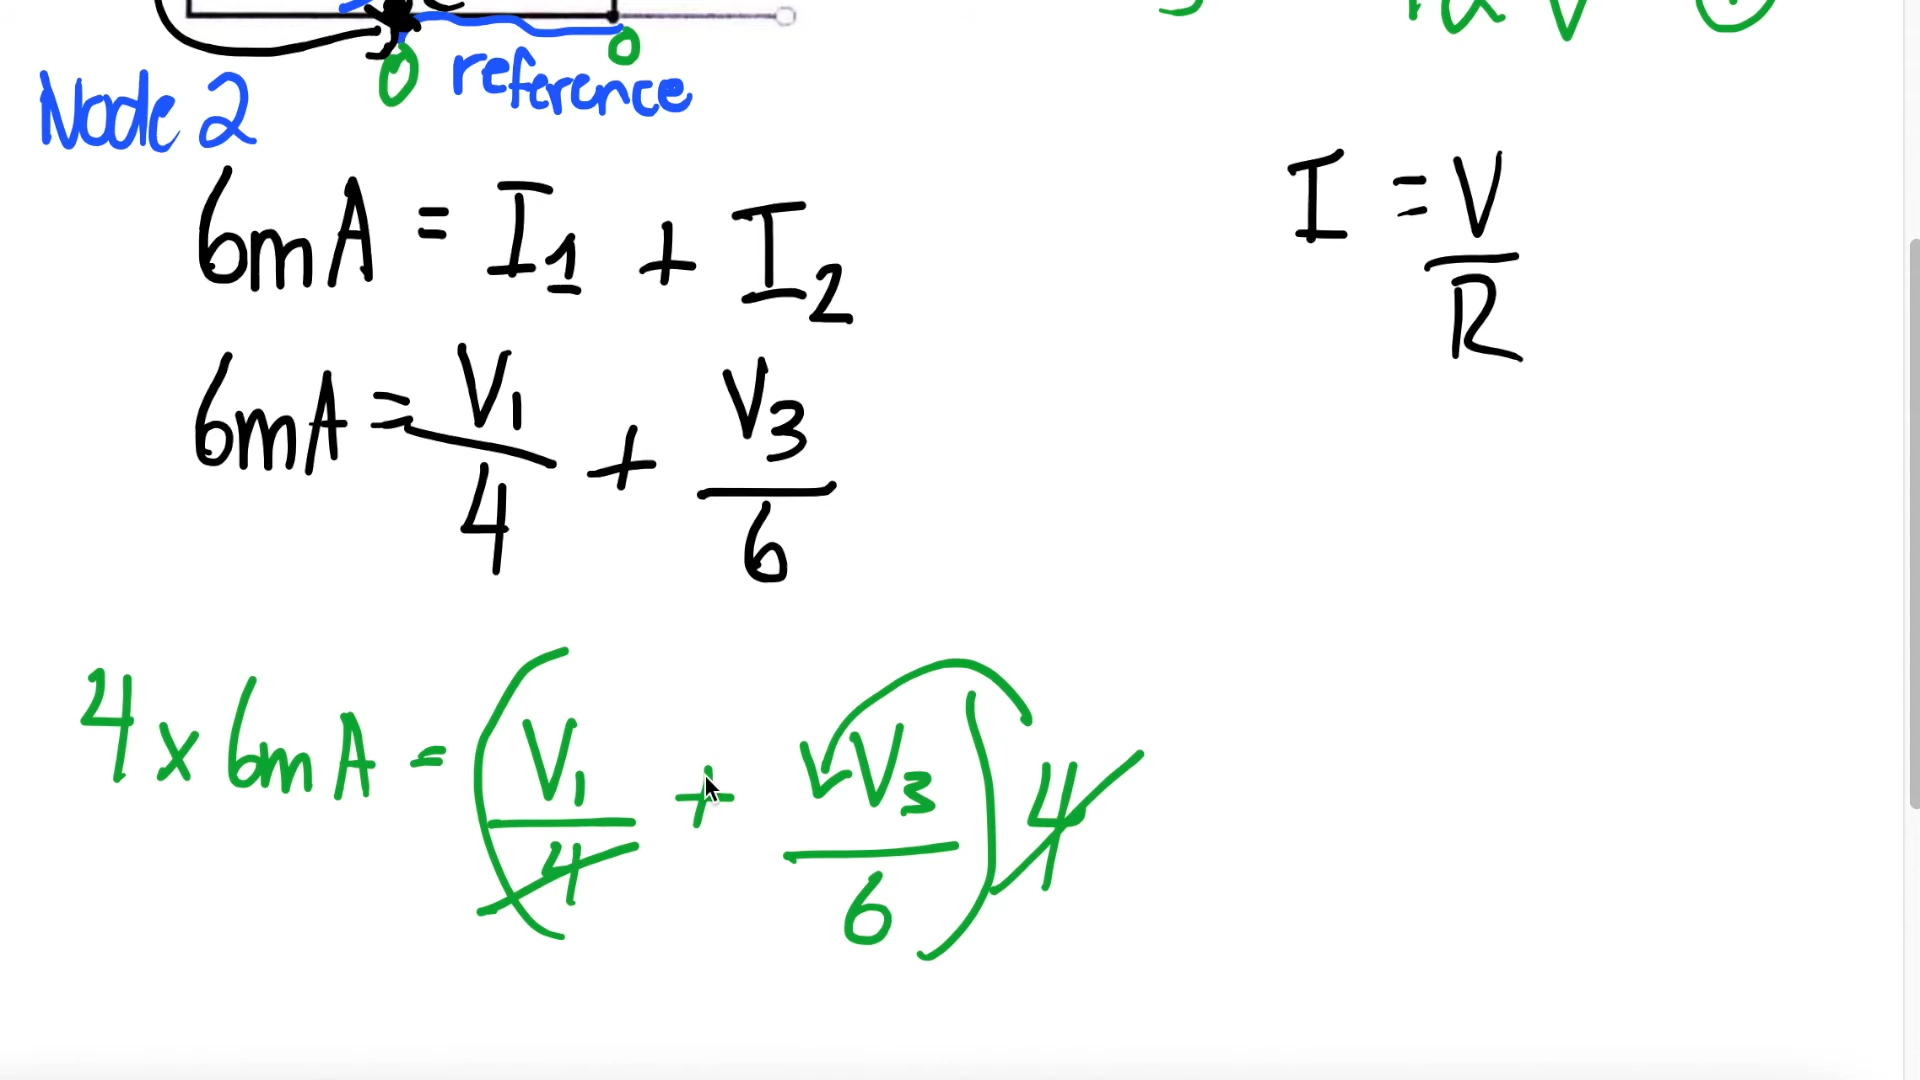 0 0
reference
Node 2
6mA = I1 + I2
I = V/R
6mA = V1/4 + V3/6
4 x 6mA = (V1/4 + V3/6) 4